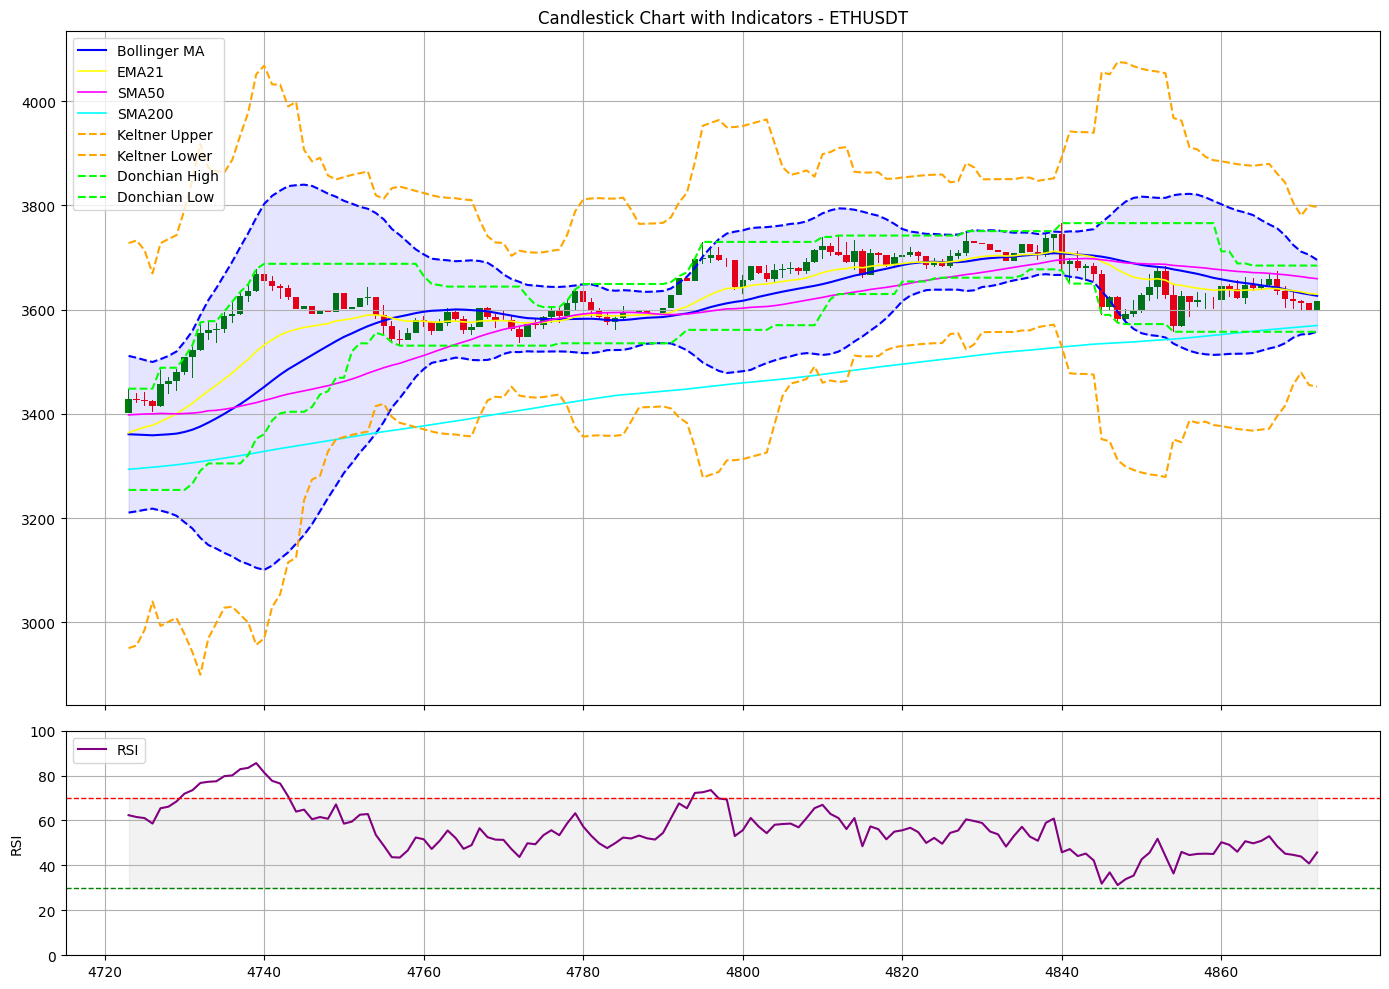 Candlestick Chart with Indicators - ETHUSDT
Bollinger MA
EMA21
SMA50
SMA200
Keltner Upper
Keltner Lower
Donchian High
Donchian Low
4000
3800
3600
3400
3200
3000
RSI
100
80
60
40
20
0
RSI
4720 4740 4760 4780 4800 4820 4840 4860